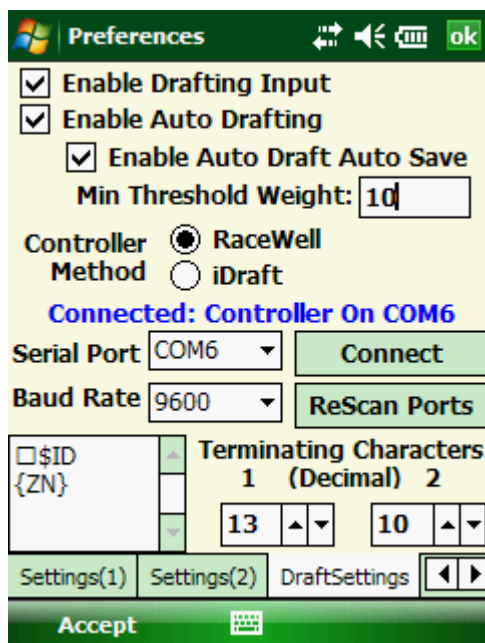 Preferences ok
Enable Drafting Input
Enable Auto Drafting
Enable Auto Draft Auto Save
Min Threshold Weight: 10
Controller Method
RaceWell
iDraft
Connected: Controller On COM6
Serial Port COM6 Connect
Baud Rate 9600 ReScan Ports
□$ID
{ZN}
Terminating Characters
1 (Decimal) 2
13 10
Settings(1) Settings(2) DraftSettings
Accept